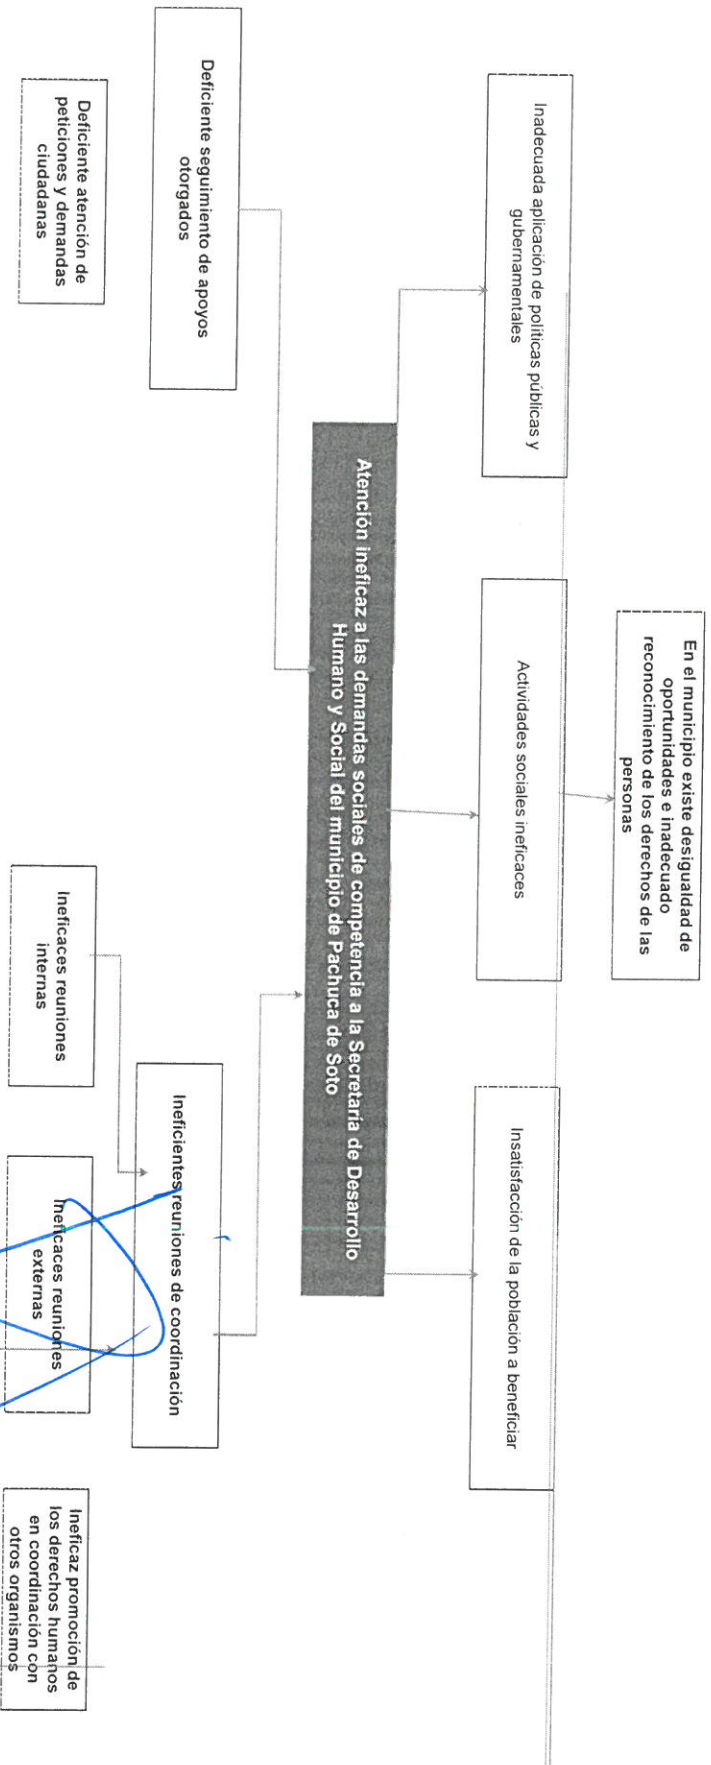 En el municipio existe desigualdad de
oportunidades e inadecuado
reconocimiento de los derechos de las
personas
Inadecuada aplicación de políticas públicas y
gubernamentales
Actividades sociales ineficaces
Insatisfacción de la población a beneficiar
Atención ineficaz a las demandas sociales de competencia a la Secretaría de Desarrollo
Humano y Social del municipio de Pachuca de Soto
Deficiente seguimiento de apoyos
otorgados
Ineficientes reuniones de coordinación
Deficiente atención de
peticiones y demandas
ciudadanas
Ineficaces reuniones
internas
Ineficaces reuniones
externas
Ineficaz promoción de
los derechos humanos
en coordinación con
otros organismos